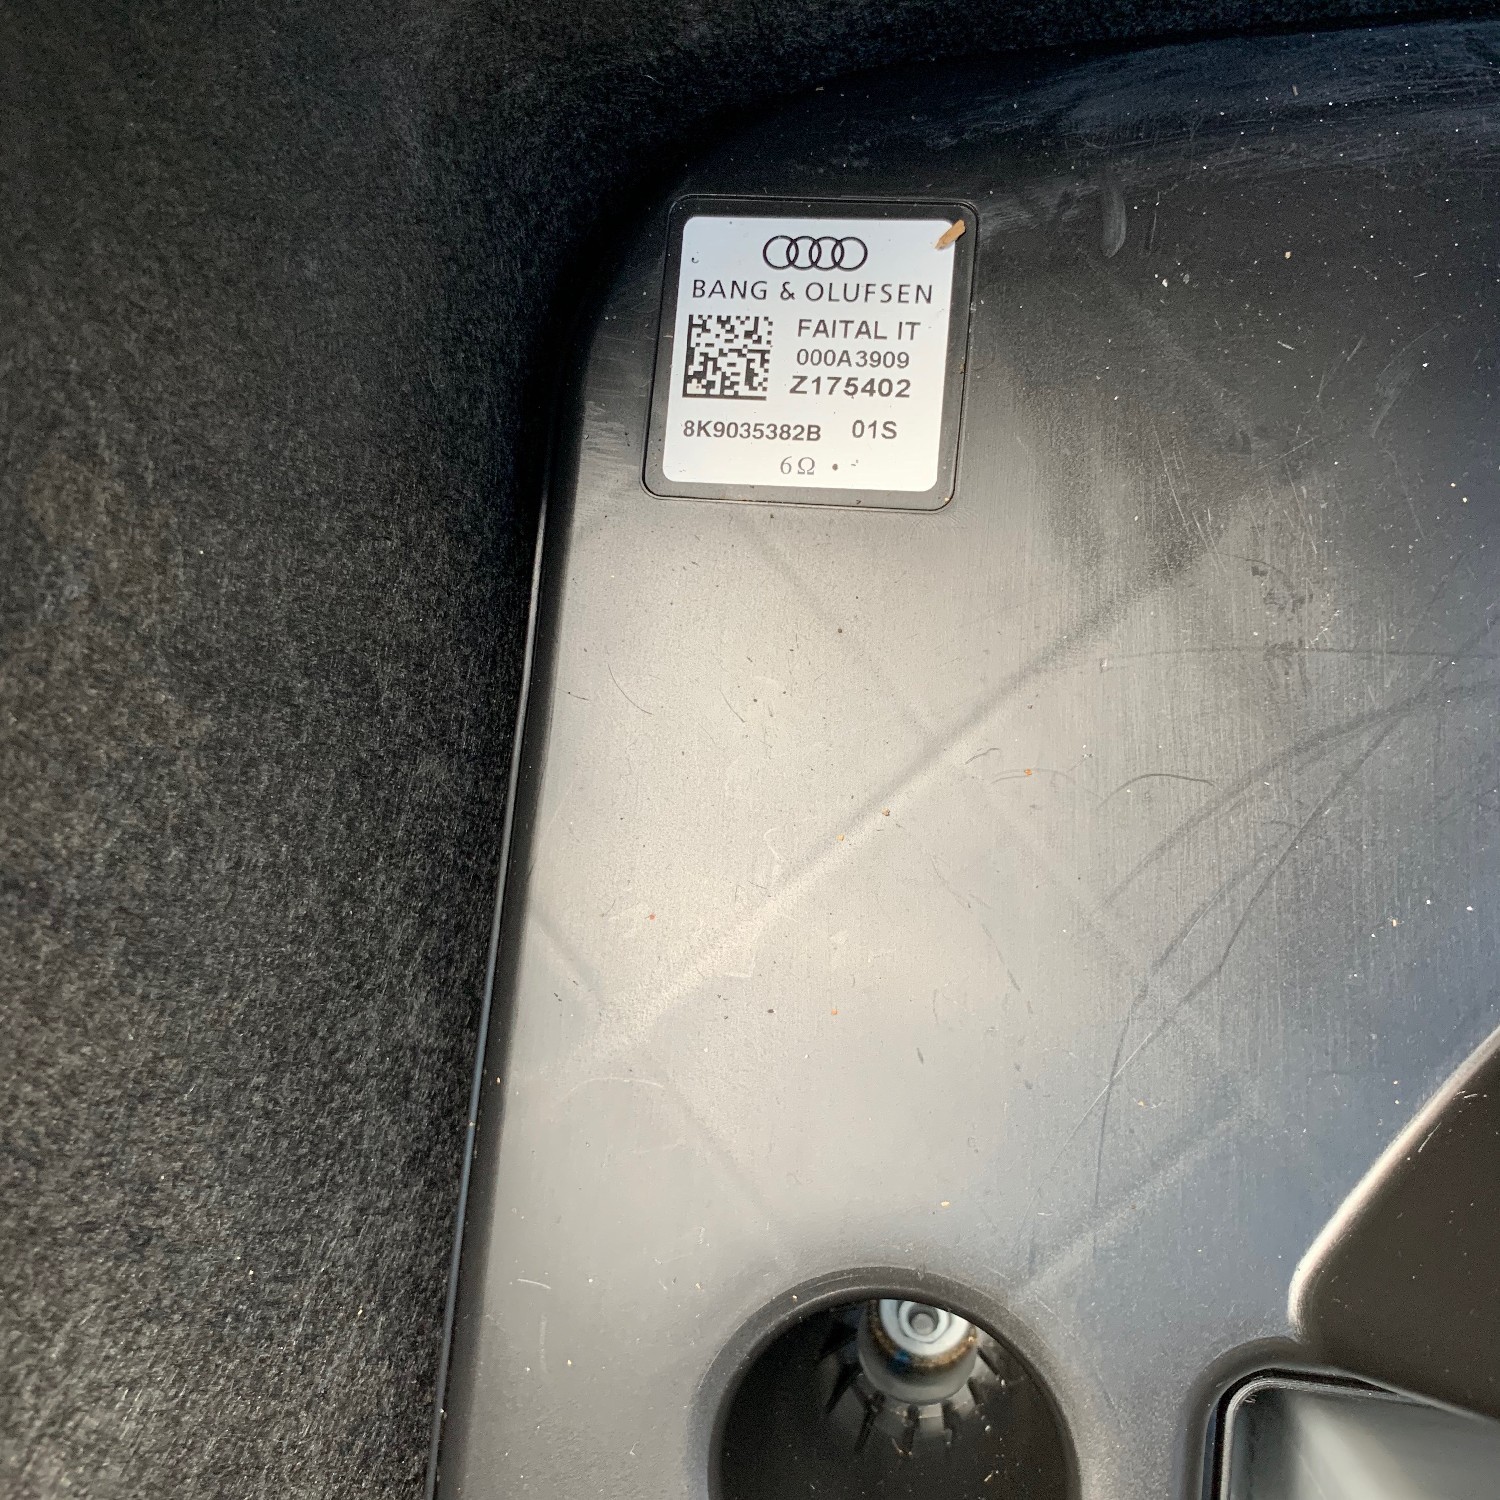 BANG & OLUFSEN
FAITAL IT
000A3909
Z175402
8K9035382B 01S
6Ω